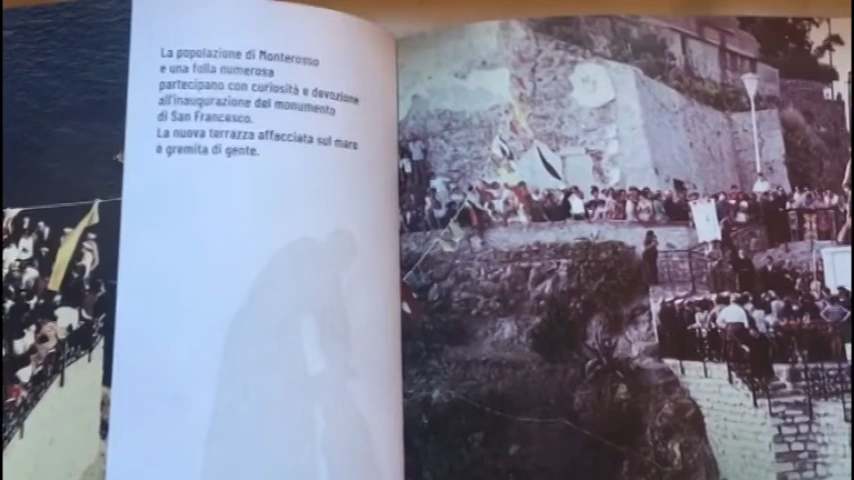 La popolazione di Monterosso
e una folla numerosa
partecipano con curiosità e devozione
all'inaugurazione del monumento
di San Francesco.
La nuova terrazza affacciata sul mare
è gremita di gente.